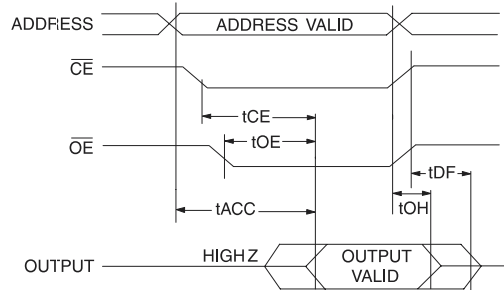 ADDRESS
ADDRESS VALID
CE
tCE
OE
tOE
tDF
tACC
tOH
OUTPUT
HIGH Z
OUTPUT
VALID